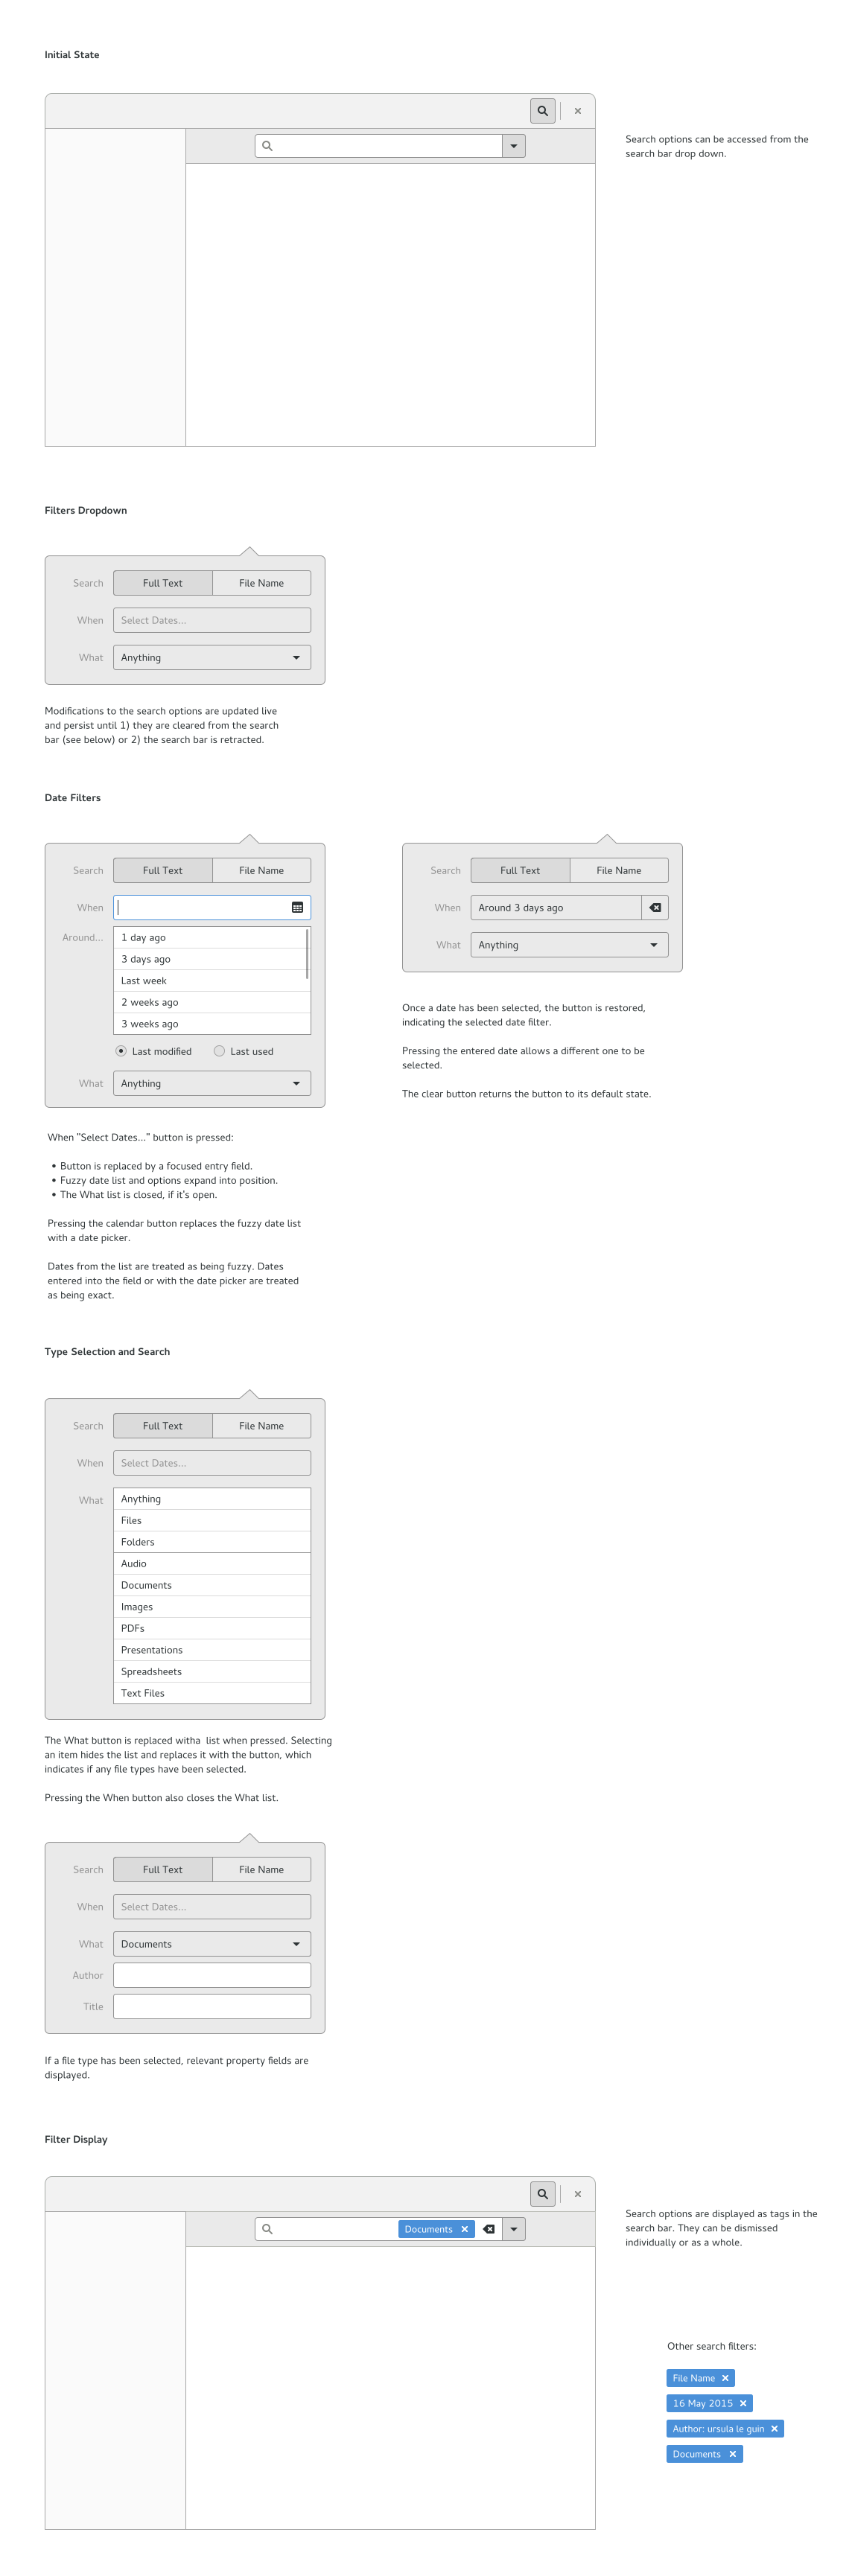 Initial State
Search options can be accessed from the
search bar drop down.
Filters Dropdown
Search Full Text File Name
When Select Dates...
What Anything
Modifications to the search options are updated live
and persist until 1) they are cleared from the search
bar (see below) or 2) the search bar is retracted.
Date Filters
Search Full Text File Name
When
Around... 1 day ago
3 days ago
Last week
2 weeks ago
3 weeks ago
Last modified Last used
What Anything
When "Select Dates..." button is pressed:
• Button is replaced by a focused entry field.
• Fuzzy date list and options expand into position.
• The What list is closed, if it's open.
Pressing the calendar button replaces the fuzzy date list
with a date picker.
Dates from the list are treated as being fuzzy. Dates
entered into the field or with the date picker are treated
as being exact.
Search Full Text File Name
When Around 3 days ago
What Anything
Once a date has been selected, the button is restored,
indicating the selected date filter.
Pressing the entered date allows a different one to be
selected.
The clear button returns the button to its default state.
Type Selection and Search
Search Full Text File Name
When Select Dates...
What Anything
Files
Folders
Audio
Documents
Images
PDFs
Presentations
Spreadsheets
Text Files
The What button is replaced witha  list when pressed. Selecting
an item hides the list and replaces it with the button, which
indicates if any file types have been selected.
Pressing the When button also closes the What list.
Search Full Text File Name
When Select Dates...
What Documents
Author
Title
If a file type has been selected, relevant property fields are
displayed.
Filter Display
Documents
Search options are displayed as tags in the
search bar. They can be dismissed
individually or as a whole.
Other search filters:
File Name
16 May 2015
Author: ursula le guin
Documents